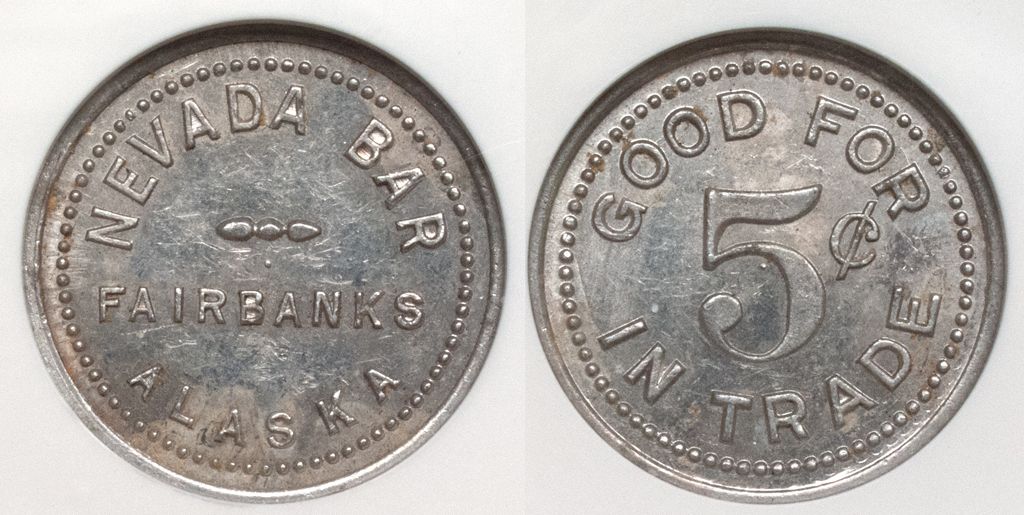 NEVADA BAR
FAIRBANKS
ALASKA
GOOD FOR
5¢
IN TRADE